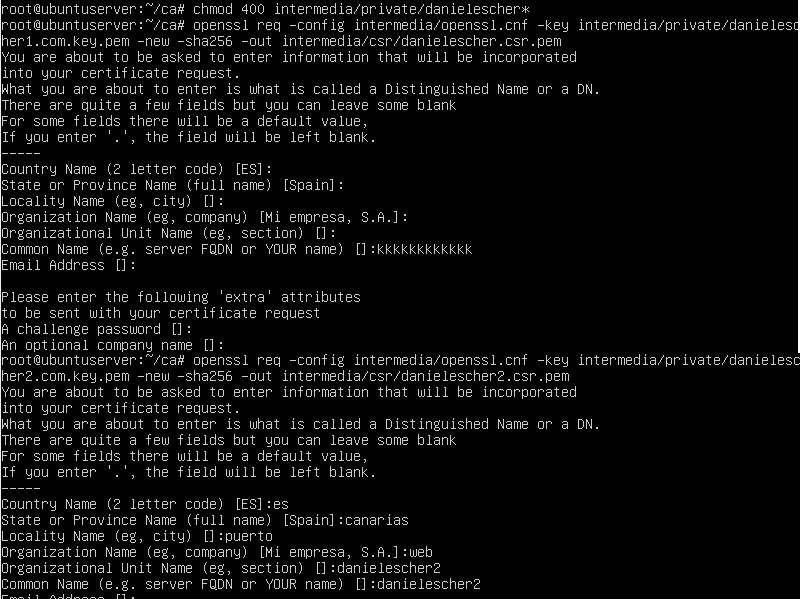 root@ubuntuserver:~/ca# chmod 400 intermedia/private/danielescher*
root@ubuntuserver:~/ca# openssl req -config intermedia/openssl.cnf -key intermedia/private/danielesc
her1.com.key.pem -new -sha256 -out intermedia/csr/danielescher.csr.pem
You are about to be asked to enter information that will be incorporated
into your certificate request.
What you are about to enter is what is called a Distinguished Name or a DN.
There are quite a few fields but you can leave some blank
For some fields there will be a default value,
If you enter '.', the field will be left blank.
-----
Country Name (2 letter code) [ES]:
State or Province Name (full name) [Spain]:
Locality Name (eg, city) []:
Organization Name (eg, company) [Mi empresa, S.A.]:
Organizational Unit Name (eg, section) []:
Common Name (e.g. server FQDN or YOUR name) []:kkkkkkkkkkkk
Email Address []:

Please enter the following 'extra' attributes
to be sent with your certificate request
A challenge password []:
An optional company name []:
root@ubuntuserver:~/ca# openssl req -config intermedia/openssl.cnf -key intermedia/private/danielesc
her2.com.key.pem -new -sha256 -out intermedia/csr/danielescher2.csr.pem
You are about to be asked to enter information that will be incorporated
into your certificate request.
What you are about to enter is what is called a Distinguished Name or a DN.
There are quite a few fields but you can leave some blank
For some fields there will be a default value,
If you enter '.', the field will be left blank.
-----
Country Name (2 letter code) [ES]:es
State or Province Name (full name) [Spain]:canarias
Locality Name (eg, city) []:puerto
Organization Name (eg, company) [Mi empresa, S.A.]:web
Organizational Unit Name (eg, section) []:danielescher2
Common Name (e.g. server FQDN or YOUR name) []:danielescher2
Email Address []: